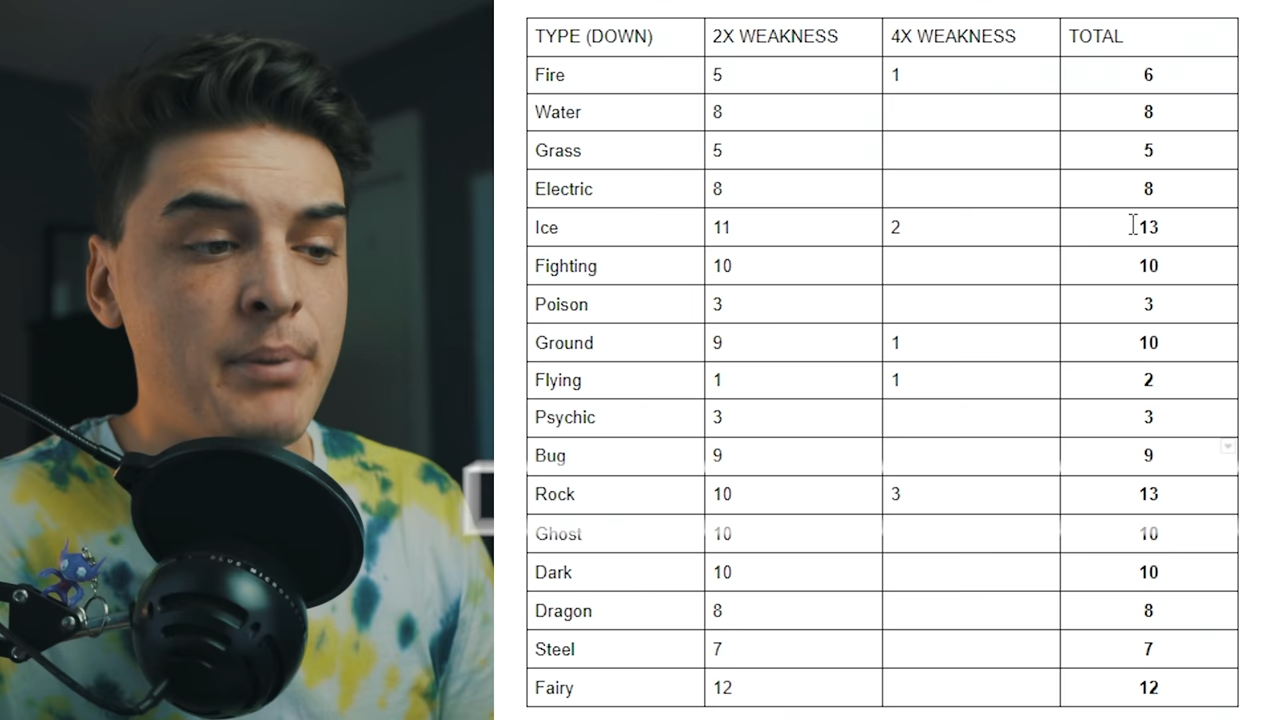 TYPE (DOWN) 2X WEAKNESS 4X WEAKNESS TOTAL
Fire 5 1 6
Water 8 8
Grass 5 5
Electric 8 8
Ice 11 2 13
Fighting 10 10
Poison 3 3
Ground 9 1 10
Flying 1 1 2
Psychic 3 3
Bug 9 9
Rock 10 3 13
Ghost 10 10
Dark 10 10
Dragon 8 8
Steel 7 7
Fairy 12 12